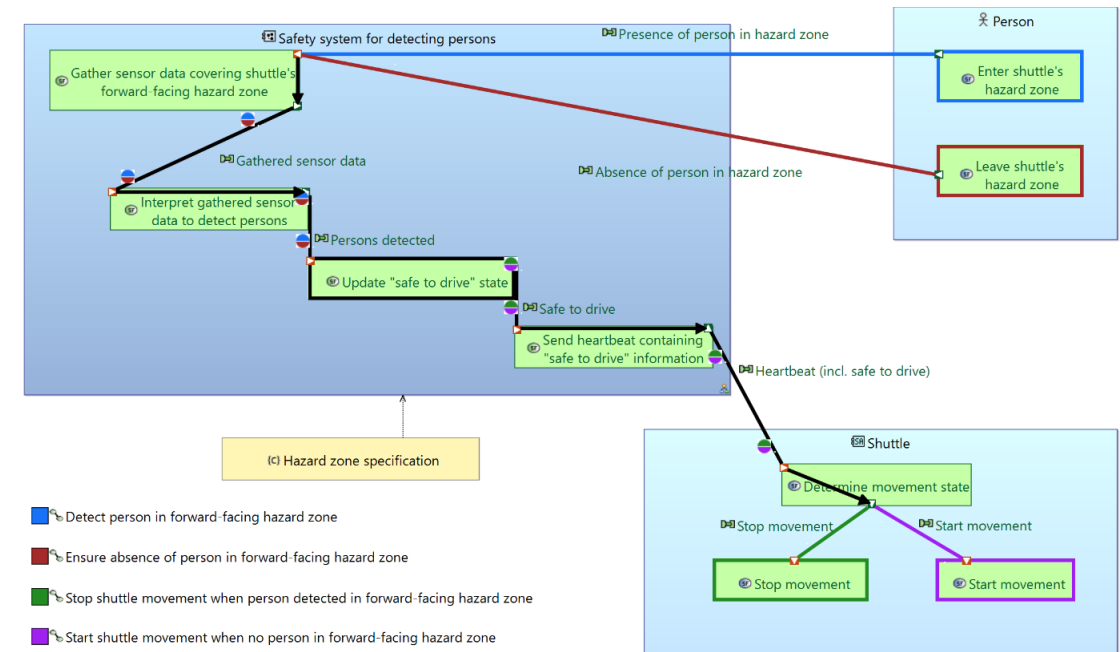 Person
Safety system for detecting persons
Presence of person in hazard zone
Gather sensor data covering shuttle's
forward-facing hazard zone
Enter shuttle's
hazard zone
Gathered sensor data
Absence of person in hazard zone
Leave shuttle's
hazard zone
Interpret gathered sensor
data to detect persons
Persons detected
Update "safe to drive" state
Safe to drive
Send heartbeat containing
"safe to drive" information
Heartbeat (incl. safe to drive)
{c} Hazard zone specification
Shuttle
Determine movement state
Stop movement
Start movement
Stop movement
Start movement
Detect person in forward-facing hazard zone
Ensure absence of person in forward-facing hazard zone
Stop shuttle movement when person detected in forward-facing hazard zone
Start shuttle movement when no person in forward-facing hazard zone